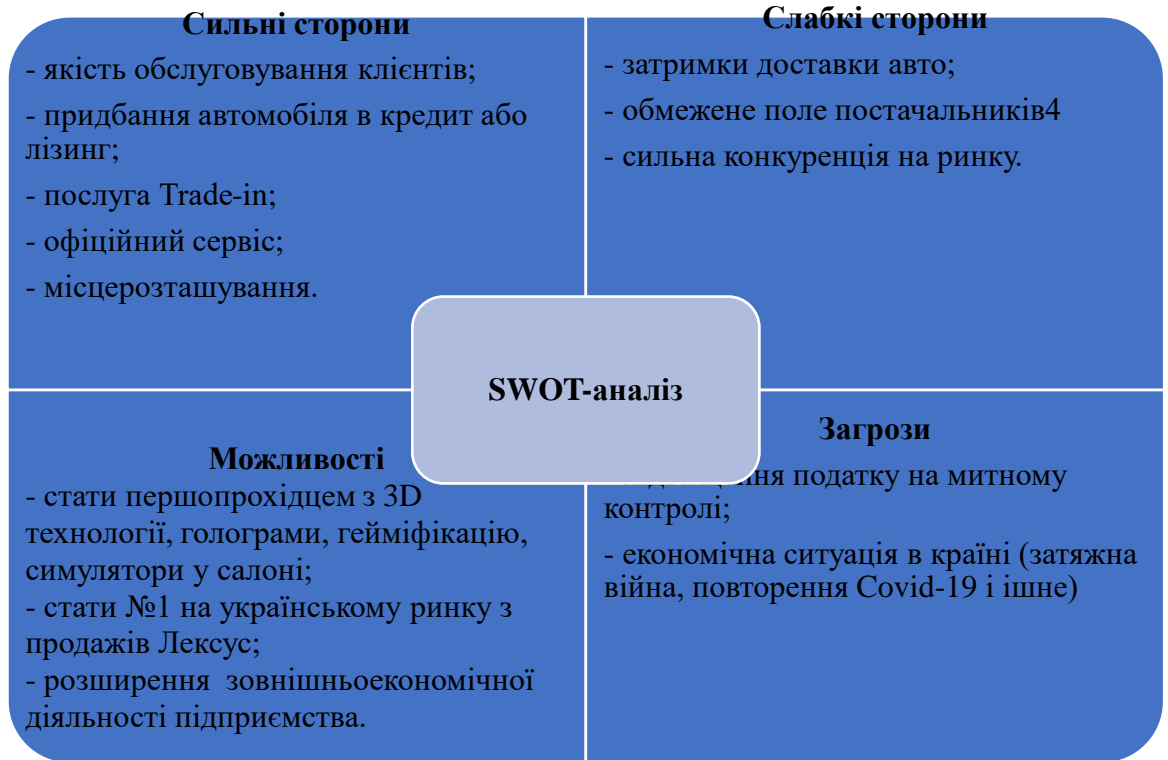 Сильні сторони
- якість обслуговування клієнтів;
- придбання автомобіля в кредит або
лізинг;
- послуга Trade-in;
- офіційний сервіс;
- місцерозташування.
Слабкі сторони
- затримки доставки авто;
- обмежене поле постачальників4
- сильна конкуренція на ринку.
SWOT-аналіз
Можливості
- стати першопрохідцем з 3D
технології, голограми, гейміфікацію,
симулятори у салоні;
- стати №1 на українському ринку з
продажів Лексус;
- розширення зовнішньоекономічної
діяльності підприємства.
Загрози
податку на митному
контролі;
- економічна ситуація в країні (затяжна
війна, повторення Covid-19 і ішне)